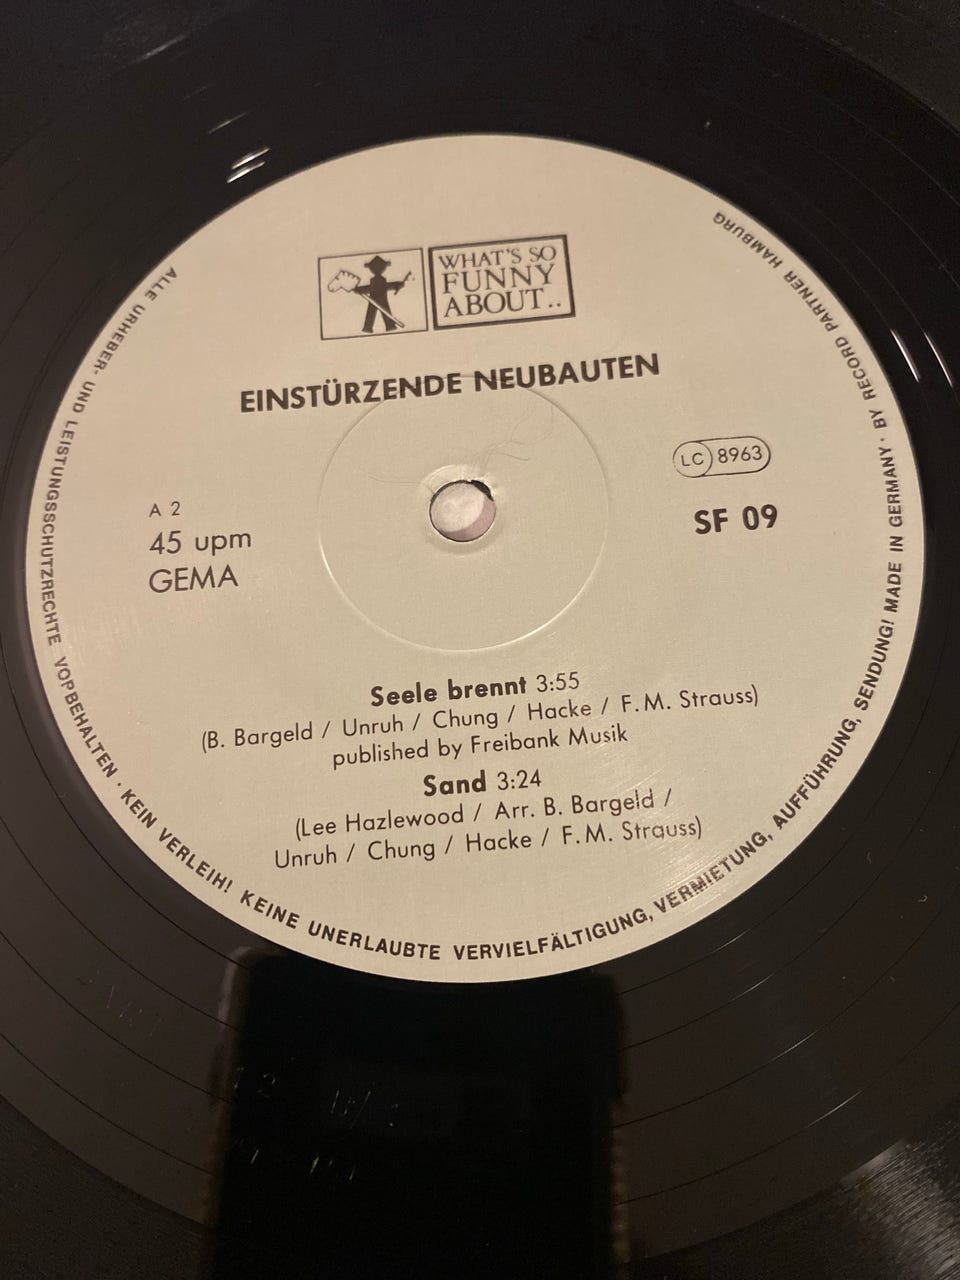 WHAT'S SO
FUNNY
ABOUT..
EINSTÜRZENDE NEUBAUTEN
LC 8963
SF 09
A 2
45 upm
GEMA
Seele brennt 3:55
(B. Bargeld / Unruh / Chung / Hacke / F. M. Strauss)
published by Freibank Musik
Sand 3:24
(Lee Hazlewood / Arr. B. Bargeld /
Unruh / Chung / Hacke / F. M. Strauss)
ALLE URHEBER- UND LEISTUNGSSCHUTZRECHTE VORBEHALTEN · KEIN VERLEIH! KEINE UNERLAUBTE VERVIELFÄLTIGUNG, VERMIETUNG, AUFFÜHRUNG, SENDUNG! MADE IN GERMANY · BY RECORD PARTNER HAMBURG